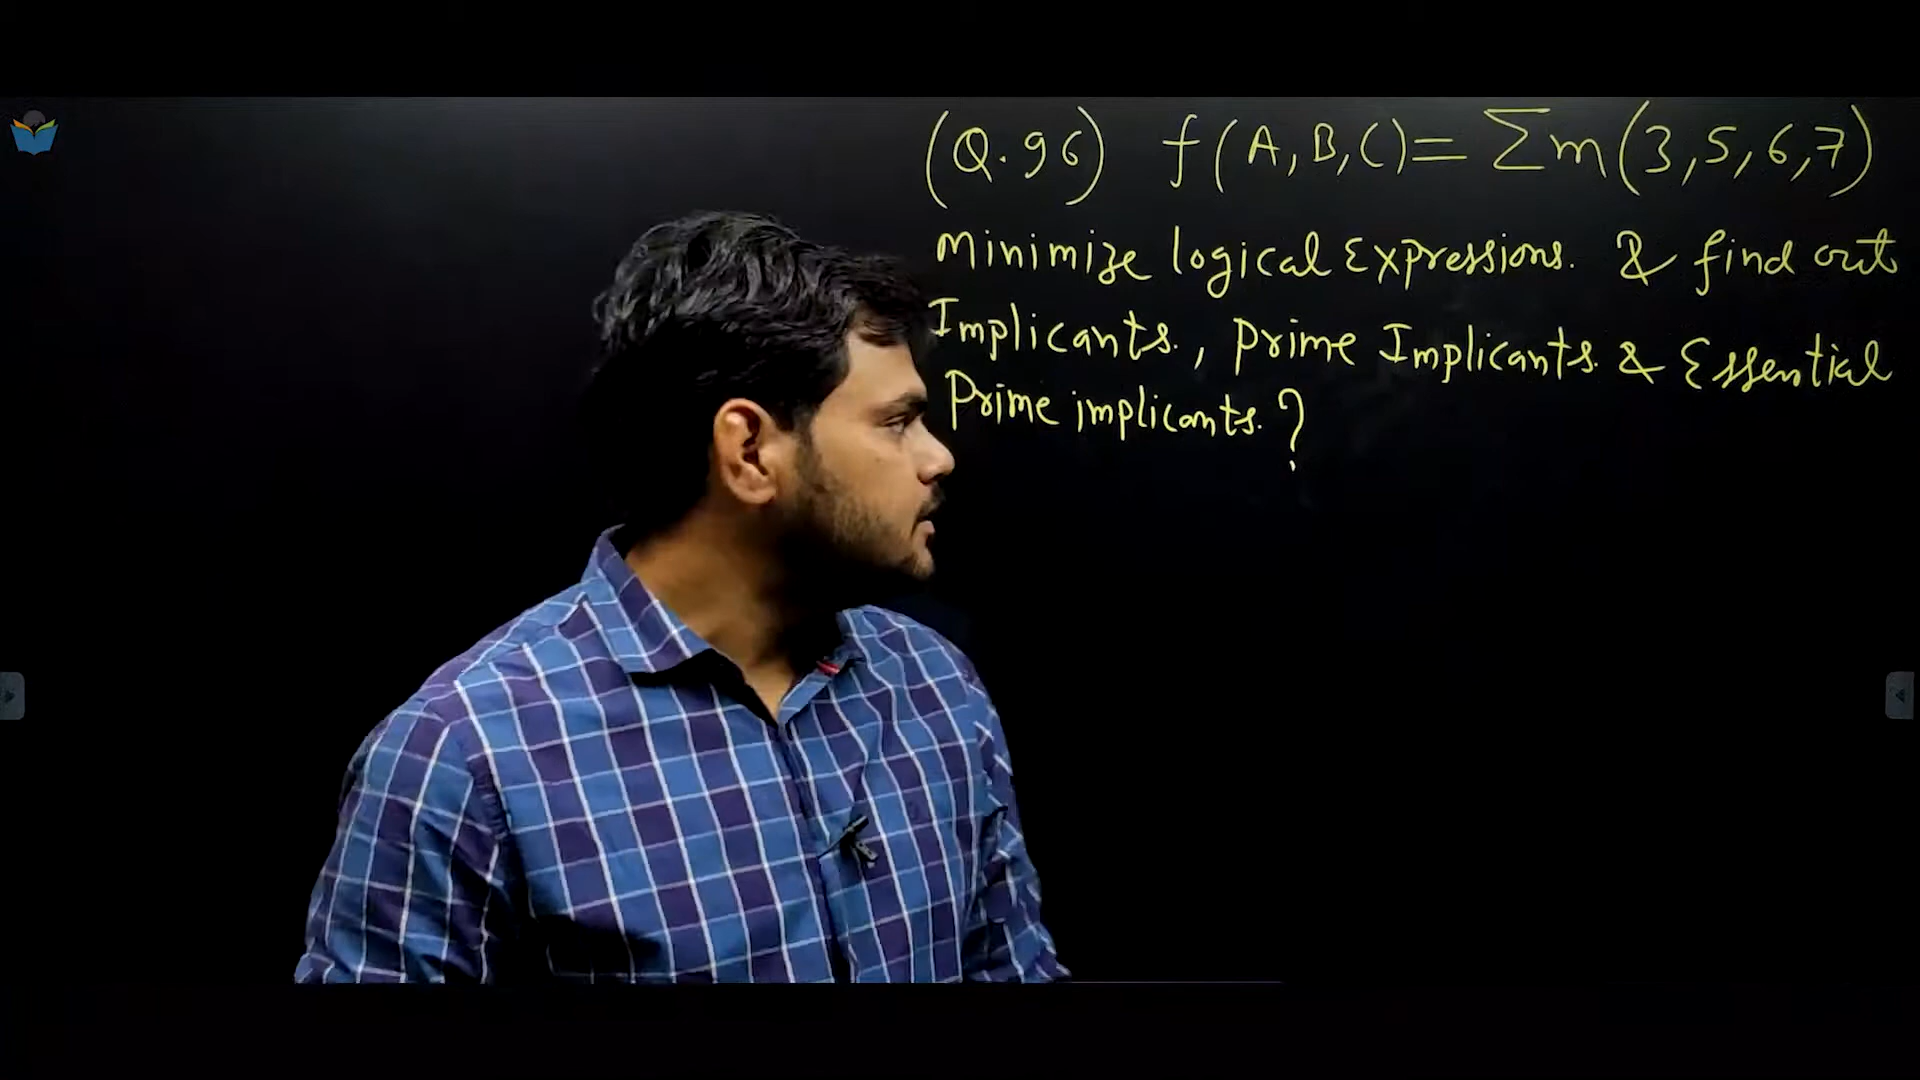 (Q.96) f(A,B,C)= Σm(3,5,6,7)
Minimize logical Expressions. & find out
Implicants., Prime Implicants. & Essential
Prime implicants. ?